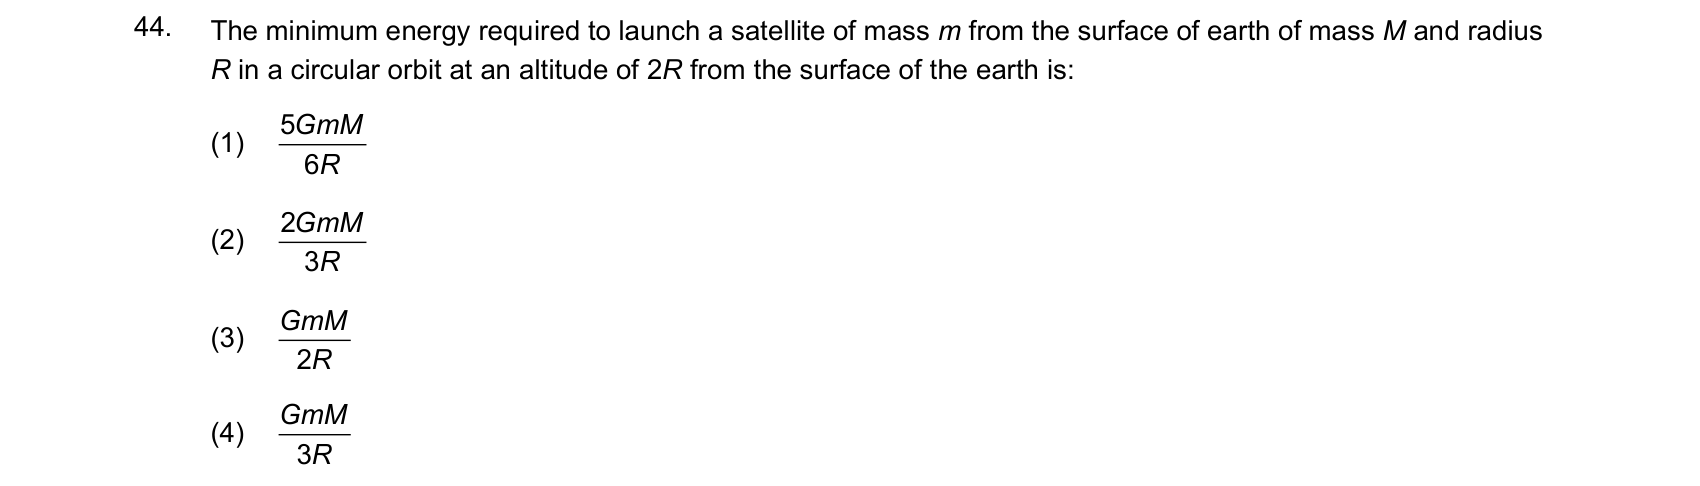 44. The minimum energy required to launch a satellite of mass m from the surface of earth of mass M and radius
R in a circular orbit at an altitude of 2R from the surface of the earth is:
(1) 5GmM
6R
(2) 2GmM
3R
(3) GmM
2R
(4) GmM
3R